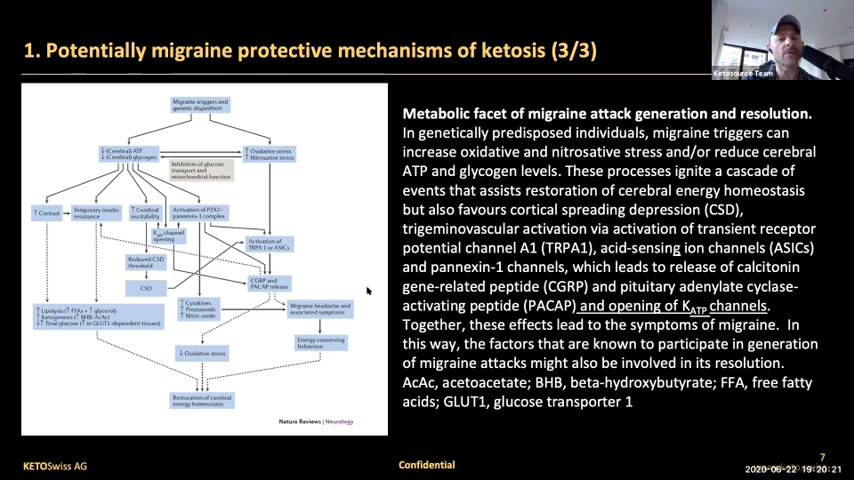 1. Potentially migraine protective mechanisms of ketosis (3/3)
Ketosource Team
Migraine triggers and
genetic disposition
↓ (Cerebral) ATP
↓ (Cerebral) glycogen
↑ Oxidative stress
↑ Nitrosative stress
Inhibition of glucose
transport and
mitochondrial function
↑ Cortisol
Temporary insulin
resistance
↑ Cerebral
excitability
Activation of P2X7–
pannexin-1 complex
KATP channel
opening
Activation of
TRPA1 or ASICs
Reduced CSD
threshold
CSD
CGRP and
PACAP release
↑ Lipolysis (↑ FFAs + ↑ glycerol)
↑ Ketogenesis (↑ BHB: AcAc)
↓↑ Total glucose (↑ in GLUT1-dependent tissues)
↑ Cytokines
↑ Prostanoids
↑ Nitric oxide
Migraine headache and
associated symptoms
Energy conserving
behaviour
↓ Oxidative stress
Restoration of cerebral
energy homeostasis
Nature Reviews | Neurology
Metabolic facet of migraine attack generation and resolution.
In genetically predisposed individuals, migraine triggers can
increase oxidative and nitrosative stress and/or reduce cerebral
ATP and glycogen levels. These processes ignite a cascade of
events that assists restoration of cerebral energy homeostasis
but also favours cortical spreading depression (CSD),
trigeminovascular activation via activation of transient receptor
potential channel A1 (TRPA1), acid-sensing ion channels (ASICs)
and pannexin-1 channels, which leads to release of calcitonin
gene-related peptide (CGRP) and pituitary adenylate cyclase-
activating peptide (PACAP) and opening of KATP channels.
Together, these effects lead to the symptoms of migraine. In
this way, the factors that are known to participate in generation
of migraine attacks might also be involved in its resolution.
AcAc, acetoacetate; BHB, beta-hydroxybutyrate; FFA, free fatty
acids; GLUT1, glucose transporter 1
KETOSwiss AG
Confidential
7
2020-06-22 19:20:21